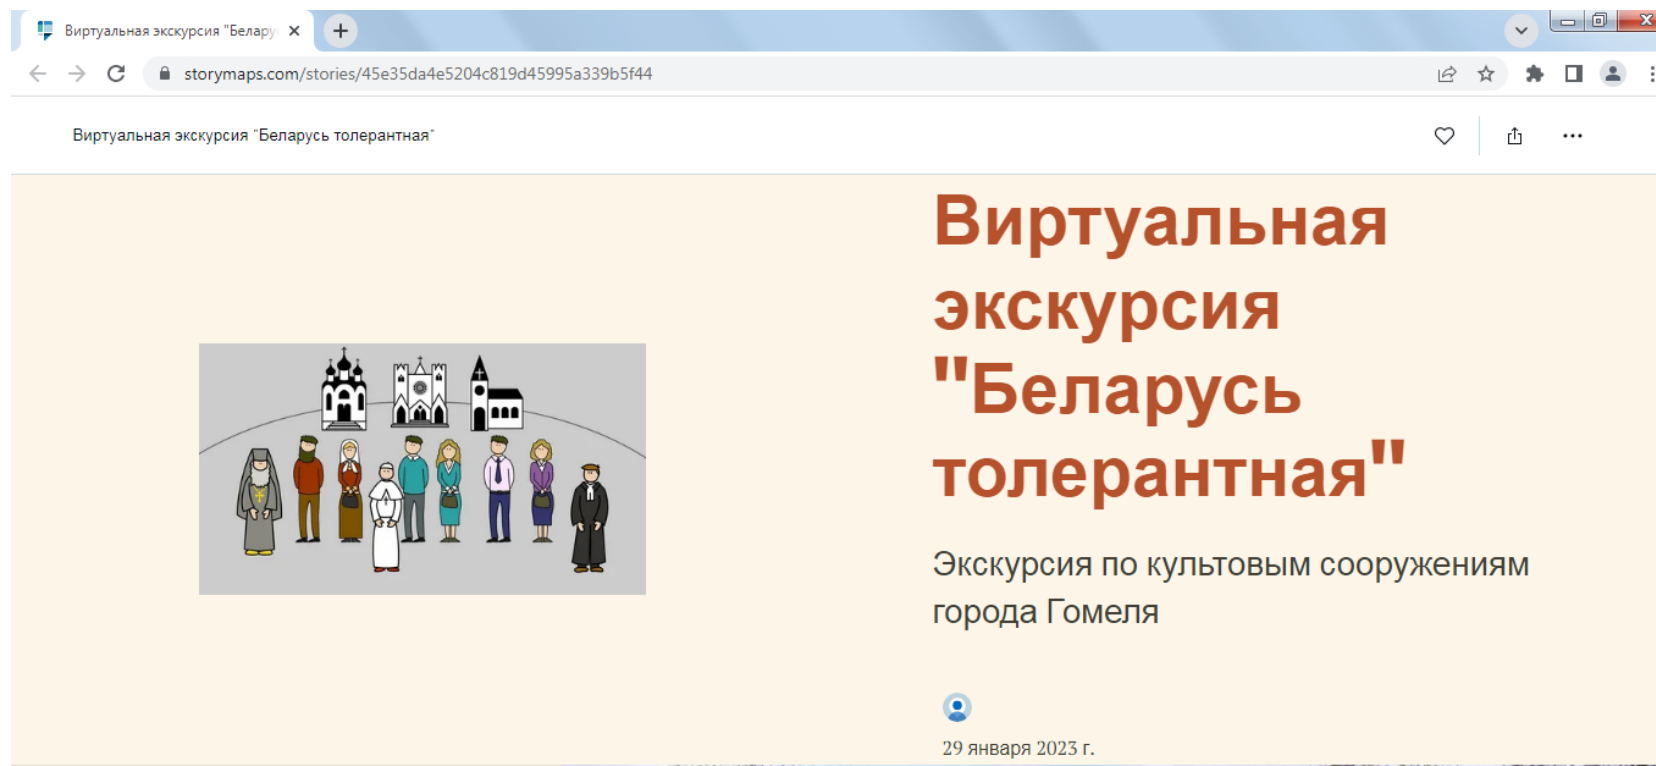 Виртуальная экскурсия "Белару
storymaps.com/stories/45e35da4e5204c819d45995a339b5f44
Виртуальная экскурсия "Беларусь толерантная"
Виртуальная
экскурсия
"Беларусь
толерантная"
Экскурсия по культовым сооружениям
города Гомеля
29 января 2023 г.